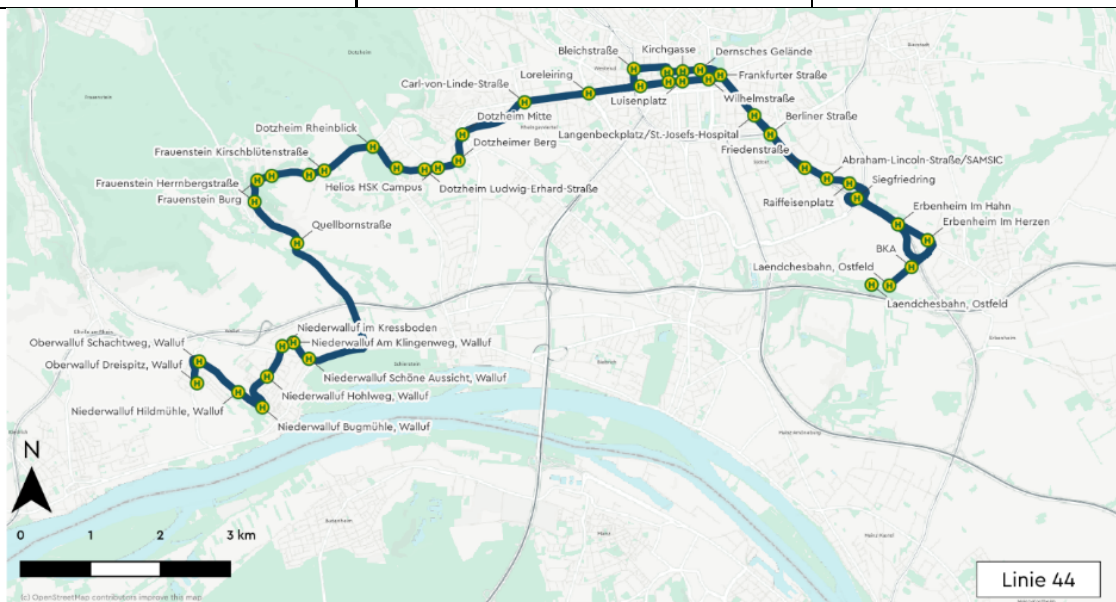 Bleichstraße
Kirchgasse
Dernsches Gelände
Loreleiring
Frankfurter Straße
Carl-von-Linde-Straße
Luisenplatz
Wilhelmstraße
Dotzheim Mitte
Berliner Straße
Dotzheim Rheinblick
Langenbeckplatz/St.-Josefs-Hospital
Dotzheimer Berg
Friedenstraße
Frauenstein Kirschblütenstraße
Abraham-Lincoln-Straße/SAMSIC
Siegfriedring
Frauenstein Herrnbergstraße
Helios HSK Campus
Dotzheim Ludwig-Erhard-Straße
Raiffeisenplatz
Frauenstein Burg
Erbenheim Im Hahn
Erbenheim Im Herzen
Quellbornstraße
BKA
Laendchesbahn, Ostfeld
Laendchesbahn, Ostfeld
Niederwalluf im Kressboden
Oberwalluf Schachtweg, Walluf
Niederwalluf Am Klingenweg, Walluf
Oberwalluf Dreispitz, Walluf
Niederwalluf Schöne Aussicht, Walluf
Niederwalluf Hohlweg, Walluf
Niederwalluf Hildmühle, Walluf
Niederwalluf Bugmühle, Walluf
N
0 1 2 3 km
Linie 44
(c) OpenStreetMap contributors improve this map